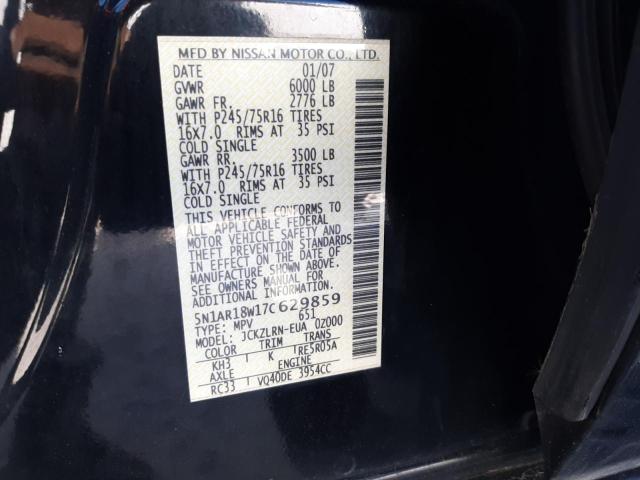 MFD BY NISSAN MOTOR CO., LTD.
DATE 01/07
GVWR 6000 LB
GAWR FR. 2776 LB
WITH P245/75R16 TIRES
16X7.0 RIMS AT 35 PSI
COLD SINGLE
GAWR RR. 3500 LB
WITH P245/75R16 TIRES
16X7.0 RIMS AT 35 PSI
COLD SINGLE
THIS VEHICLE CONFORMS TO
ALL APPLICABLE FEDERAL
MOTOR VEHICLE SAFETY AND
THEFT PREVENTION STANDARDS
IN EFFECT ON THE DATE OF
MANUFACTURE SHOWN ABOVE.
SEE OWNERS MANUAL FOR
ADDITIONAL INFORMATION.
5N1AR18W17C629859
TYPE: MPV 651
MODEL: JCKZLRN-EUA 0Z000
COLOR TRIM TRANS
KH3 K RE5R05A
AXLE ENGINE
RC33 VQ40DE 3954CC